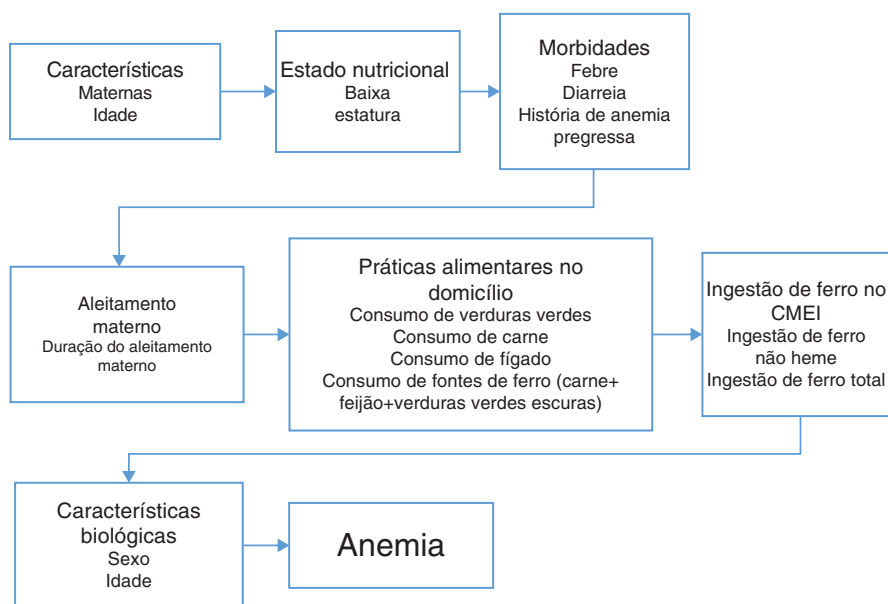 Características
Maternas
Idade
Estado nutricional
Baixa
estatura
Morbidades
Febre
Diarreia
História de anemia
pregressa
Aleitamento
materno
Duração do aleitamento
materno
Práticas alimentares no
domicílio
Consumo de verduras verdes
Consumo de carne
Consumo de fígado
Consumo de fontes de ferro (carne+
feijão+verduras verdes escuras)
Ingestão de ferro no
CMEI
Ingestão de ferro
não heme
Ingestão de ferro total
Características
biológicas
Sexo
Idade
Anemia